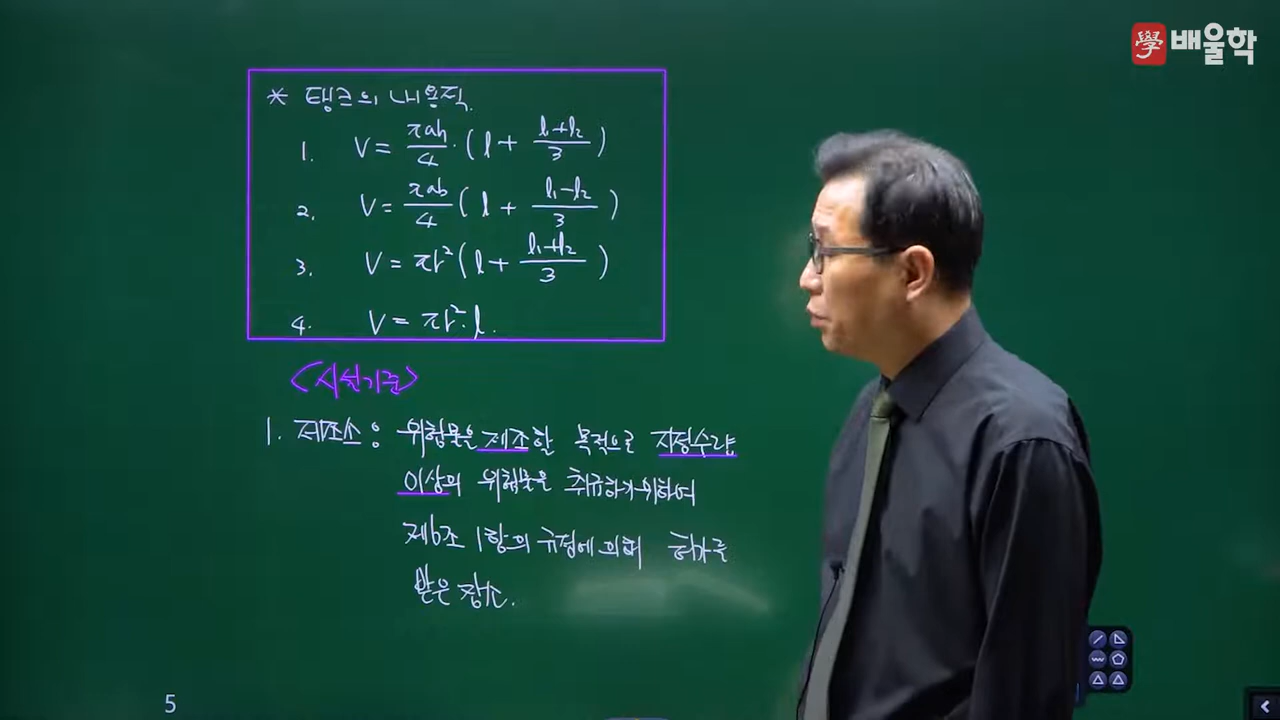 學 배울학
* 탱크의 내용적.
1. V = πab/4 · (l + l₁+l₂/3)
2. V = πab/4 (l + l₁-l₂/3)
3. V = πr² (l + l₁+l₂/3)
4. V = πr²·l.
<시설기준>
1. 제조소 : 위험물을 제조할 목적으로 지정수량
이상의 위험물을 취급하기 위하여
제6조 1항의 규정에 의해 허가를
받은 장소.
5